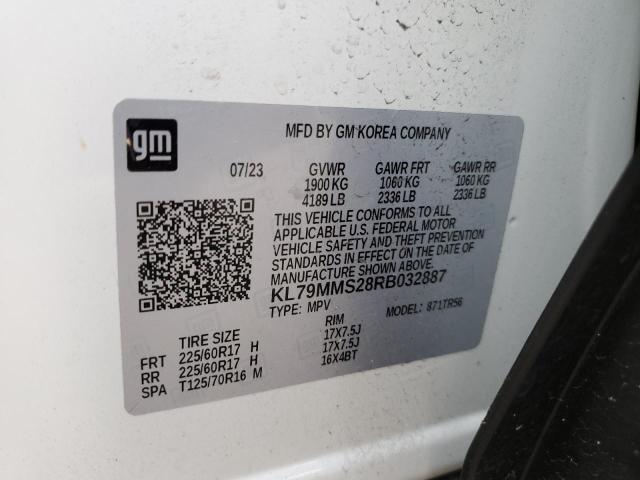 gm
MFD BY GM KOREA COMPANY
07/23 GVWR GAWR FRT GAWR RR
1900 KG 1060 KG 1060 KG
4189 LB 2336 LB 2336 LB
THIS VEHICLE CONFORMS TO ALL
APPLICABLE U.S. FEDERAL MOTOR
VEHICLE SAFETY AND THEFT PREVENTION
STANDARDS IN EFFECT ON THE DATE OF
MANUFACTURE SHOWN ABOVE.
KL79MMS28RB032887
TYPE: MPV MODEL: 871TR56
TIRE SIZE RIM
FRT 225/60R17 H 17X7.5J
RR 225/60R17 H 17X7.5J
SPA T125/70R16 M 16X4BT